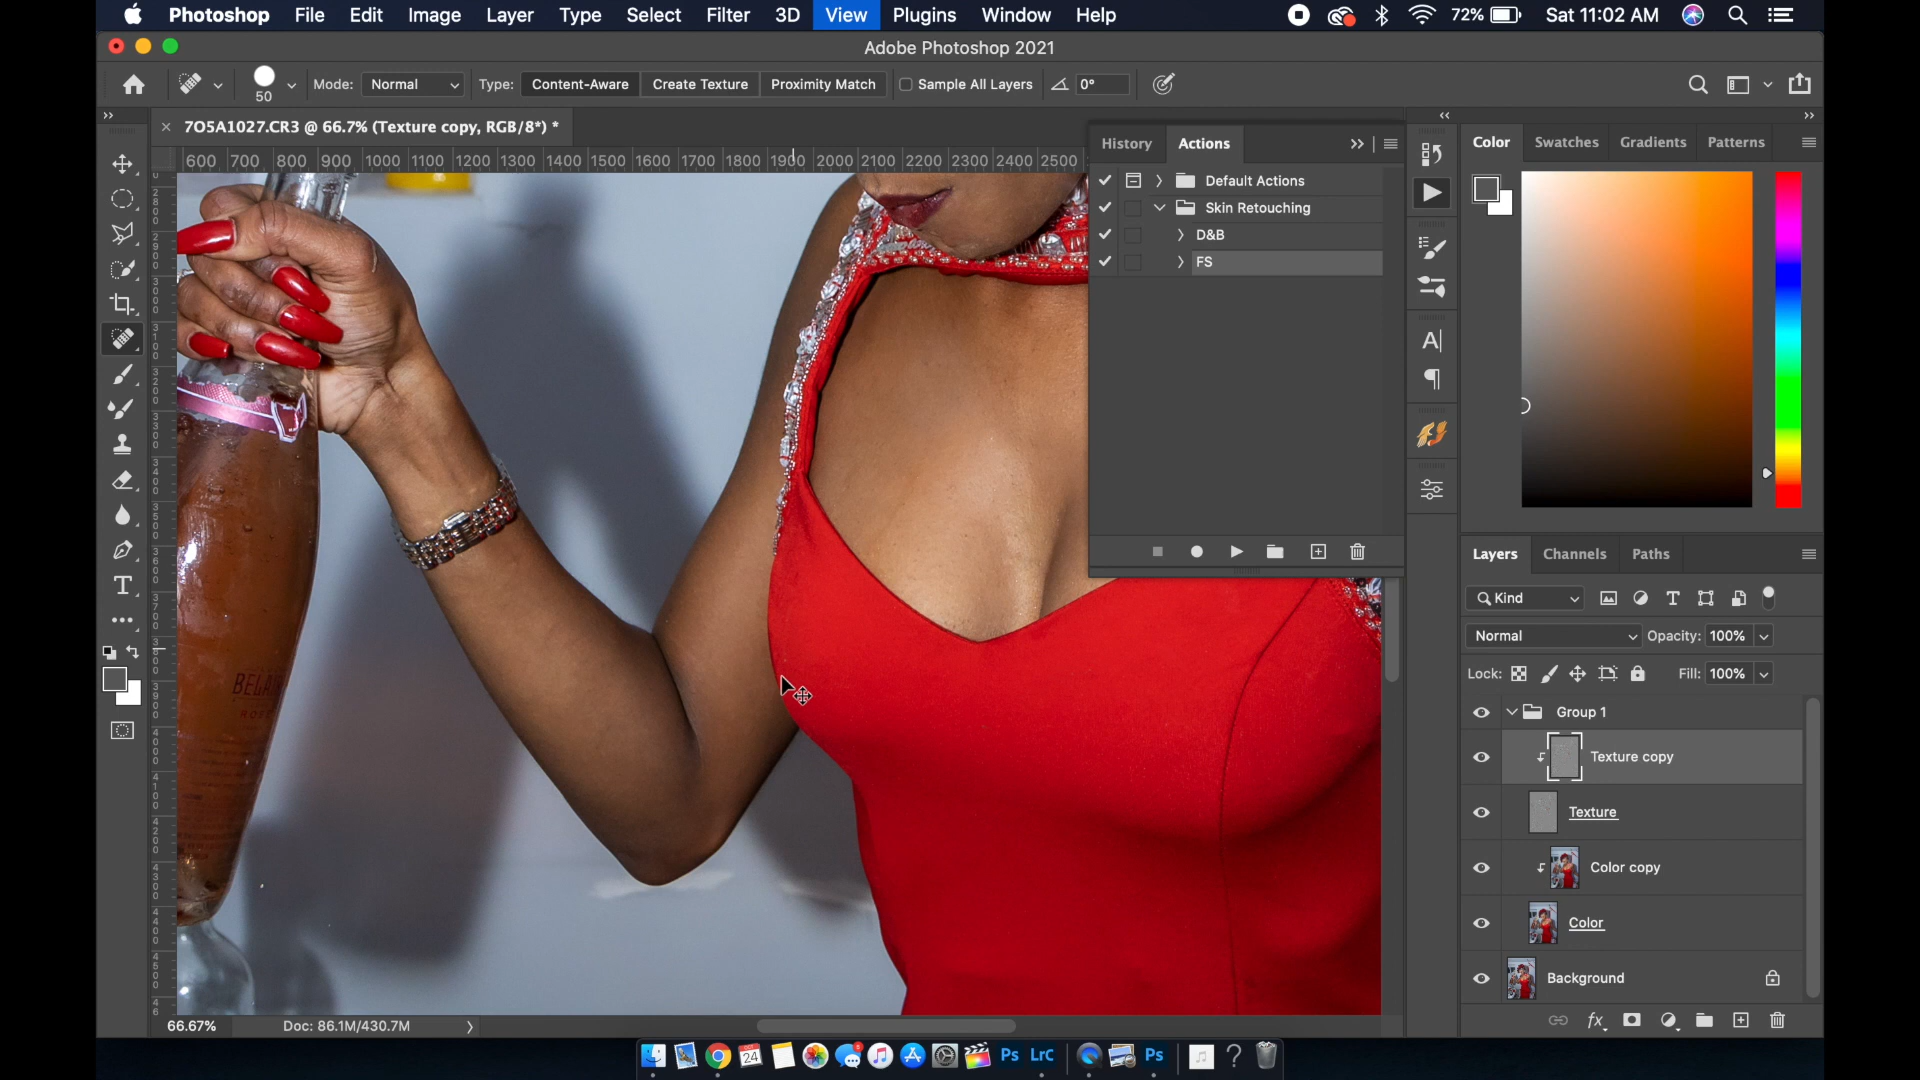 Photoshop File Edit Image Layer Type Select Filter 3D View Plugins Window Help 72% Sat 11:02 AM
Adobe Photoshop 2021
50 Mode: Normal Type: Content-Aware Create Texture Proximity Match Sample All Layers 0°
7O5A1027.CR3 @ 66.7% (Texture copy, RGB/8*) *
600 700 800 900 1000 1100 1200 1300 1400 1500 1600 1700 1800 1900 2000 2100 2200 2300 2400 2500
History Actions
Default Actions
Skin Retouching
D&B
FS
Color Swatches Gradients Patterns
Layers Channels Paths
Kind
Normal Opacity: 100%
Lock: Fill: 100%
Group 1
Texture copy
Texture
Color copy
Color
Background
66.67% Doc: 86.1M/430.7M
24 Ps LrC Ps